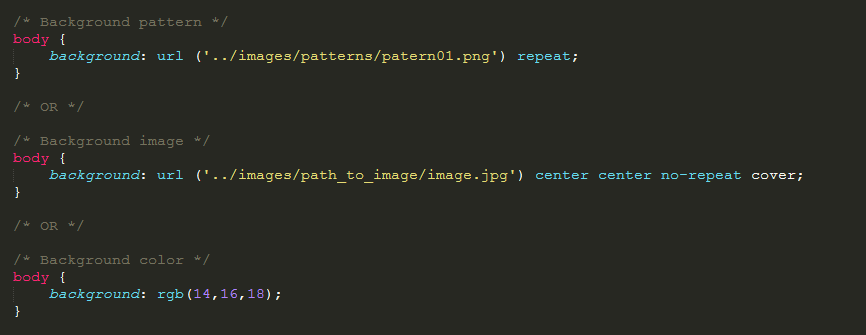 /* Background pattern */
body {
    background: url ('../images/patterns/patern01.png') repeat;
}
/* OR */
/* Background image */
body {
    background: url ('../images/path_to_image/image.jpg') center center no-repeat cover;
}
/* OR */
/* Background color */
body {
    background: rgb(14,16,18);
}